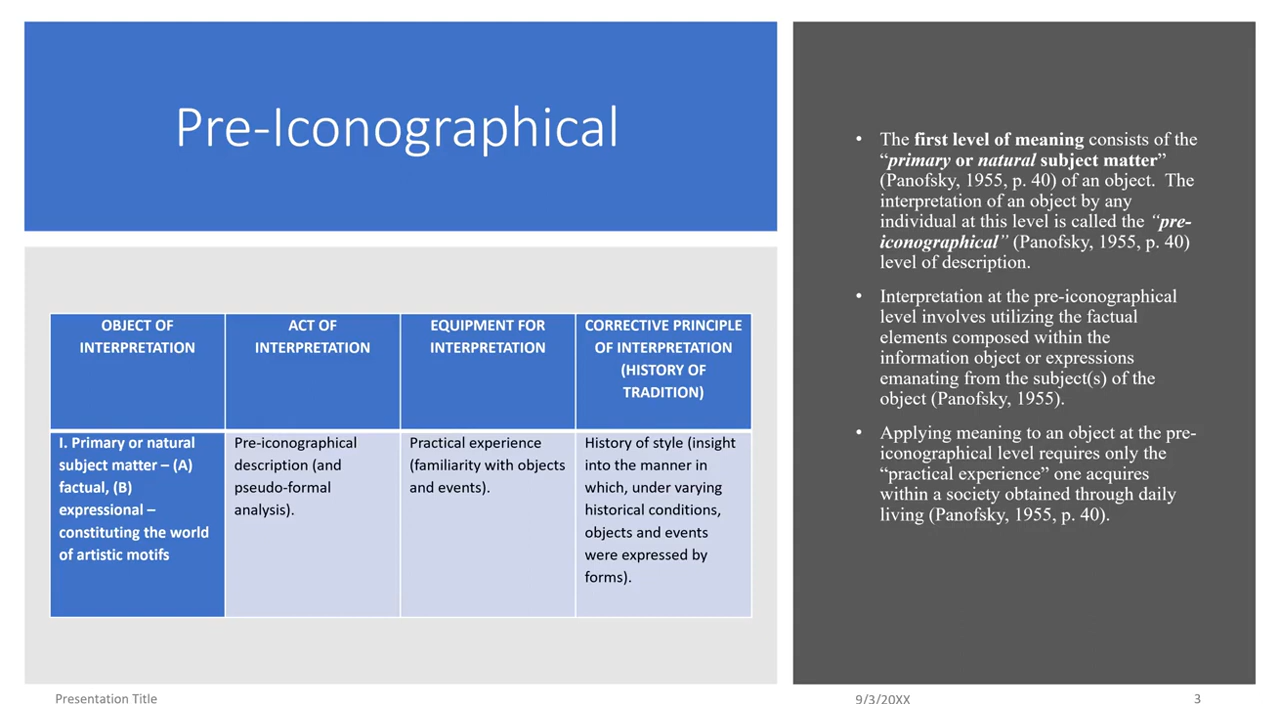 Pre-Iconographical
OBJECT OF
INTERPRETATION
ACT OF
INTERPRETATION
EQUIPMENT FOR
INTERPRETATION
CORRECTIVE PRINCIPLE
OF INTERPRETATION
(HISTORY OF
TRADITION)
I. Primary or natural
subject matter – (A)
factual, (B)
expressional –
constituting the world
of artistic motifs
Pre-iconographical
description (and
pseudo-formal
analysis).
Practical experience
(familiarity with objects
and events).
History of style (insight
into the manner in
which, under varying
historical conditions,
objects and events
were expressed by
forms).
• The first level of meaning consists of the
“primary or natural subject matter”
(Panofsky, 1955, p. 40) of an object. The
interpretation of an object by any
individual at this level is called the “pre-
iconographical” (Panofsky, 1955, p. 40)
level of description.
• Interpretation at the pre-iconographical
level involves utilizing the factual
elements composed within the
information object or expressions
emanating from the subject(s) of the
object (Panofsky, 1955).
• Applying meaning to an object at the pre-
iconographical level requires only the
“practical experience” one acquires
within a society obtained through daily
living (Panofsky, 1955, p. 40).
Presentation Title
9/3/20XX
3